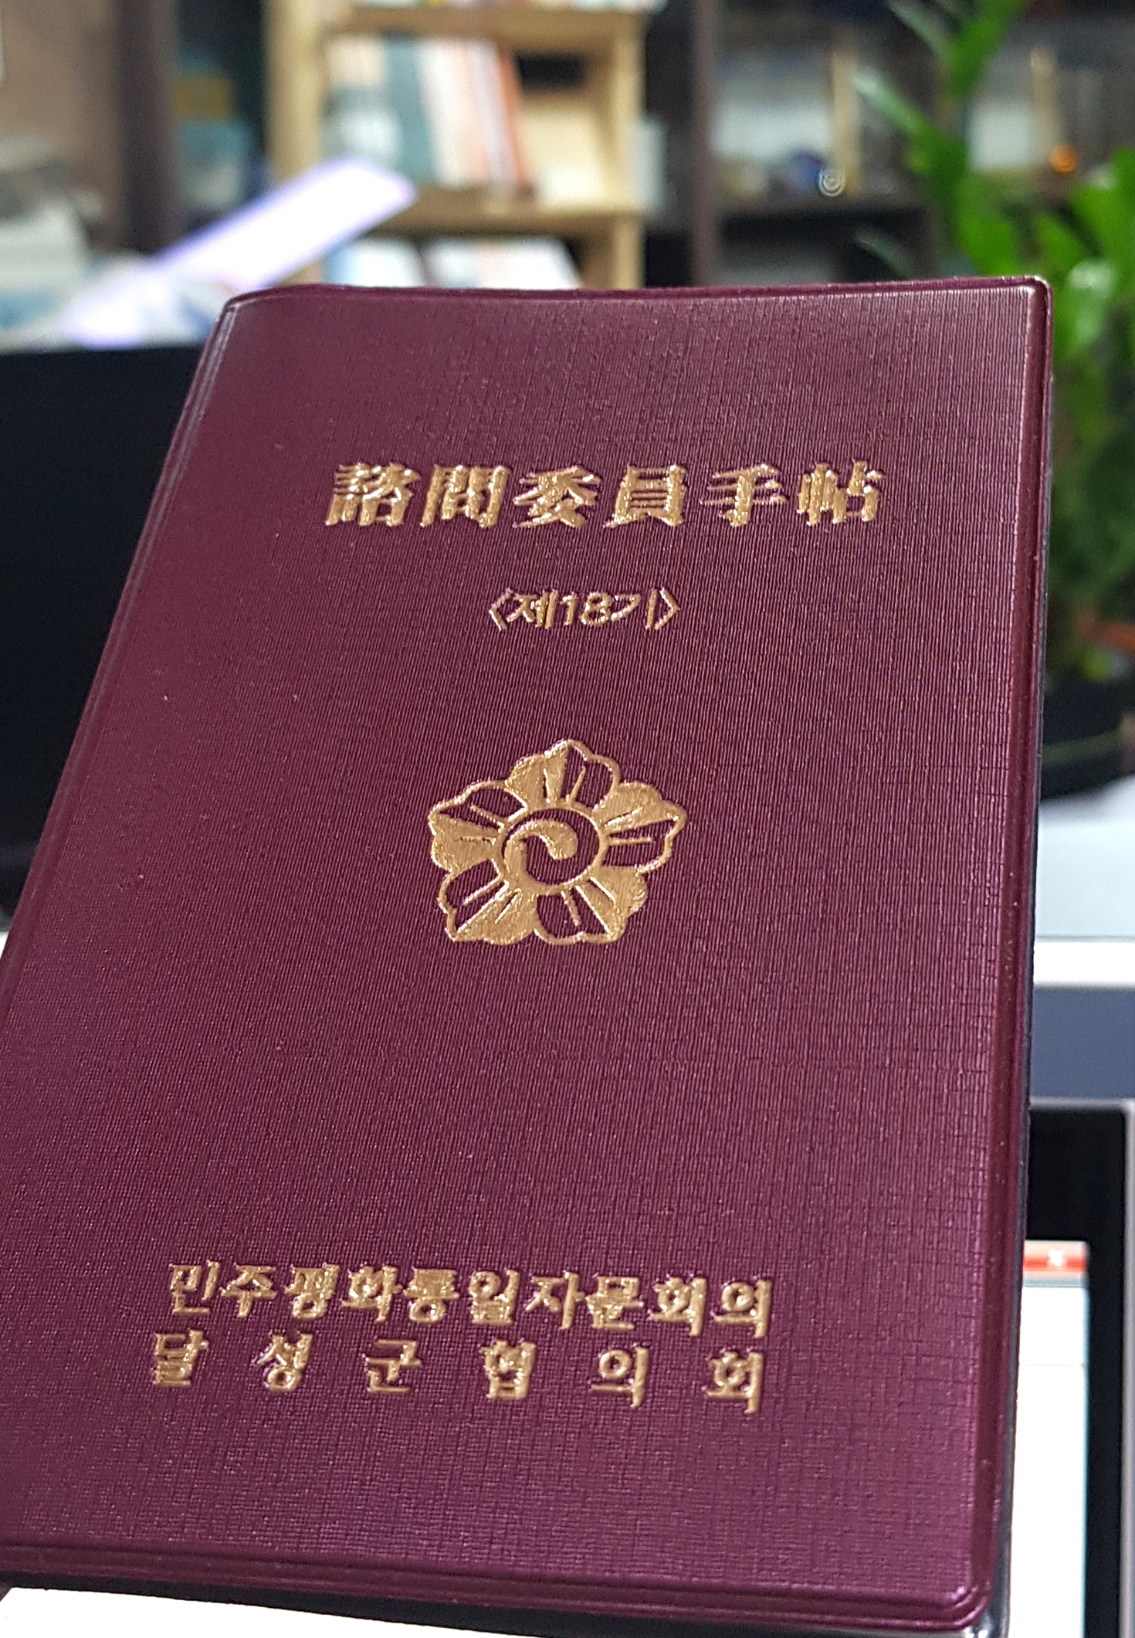 諮問委員手帖
<제18기>
민주평화통일자문회의
달성군협의회